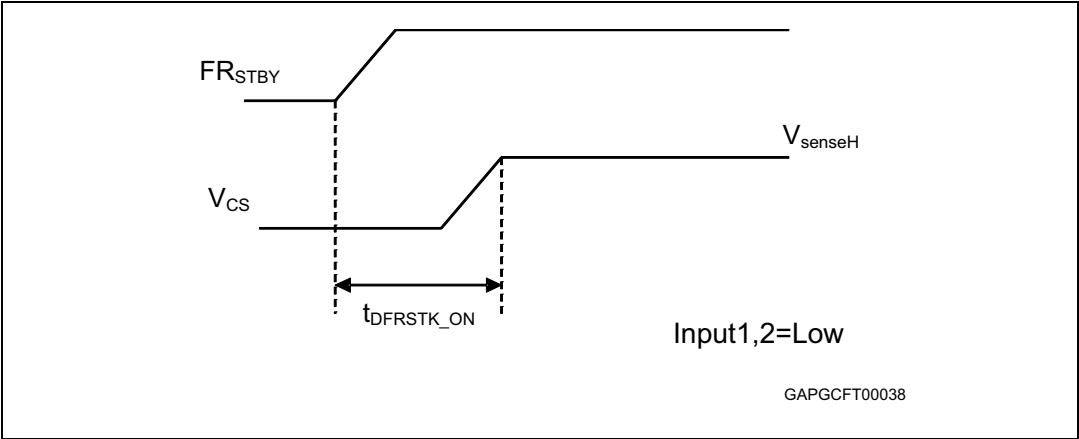 FRSTBY
VsenseH
VCS
tDFRSTK_ON
Input1,2=Low
GAPGCFT00038